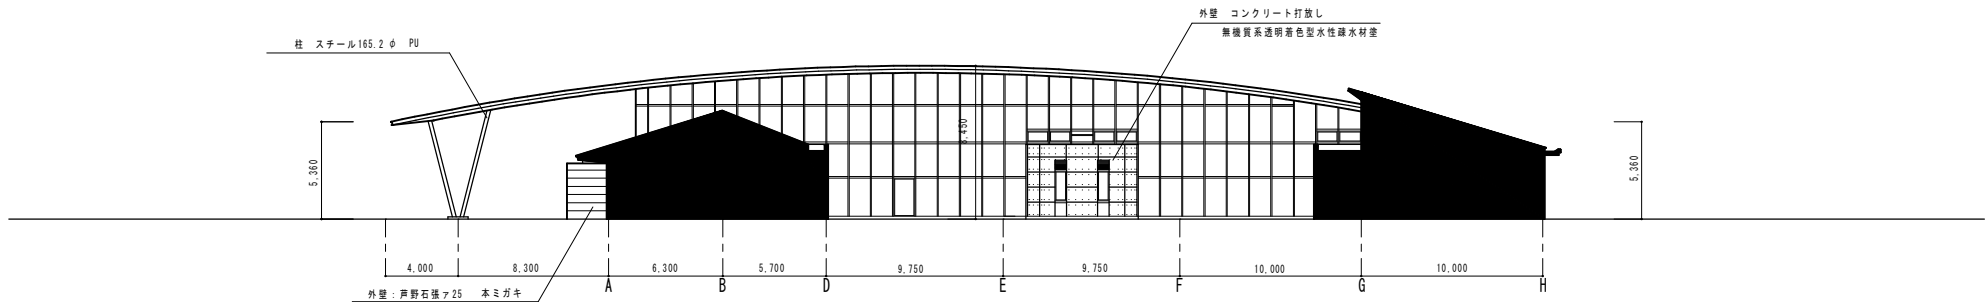 外壁 コンクリート打放し
無機質系透明着色型水性疎水材塗
柱 スチール165.2φ PU
5,360
8,450
5,360
4,000
8,300
6,300
5,700
9,750
9,750
10,000
10,000
A
B
D
E
F
G
H
外壁：芦野石張ァ25 本ミガキ